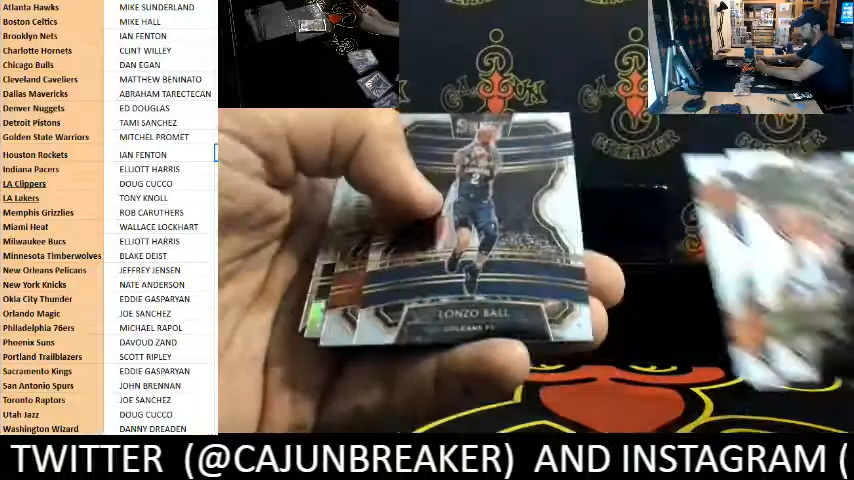 Atlanta Hawks MIKE SUNDERLAND
Boston Celtics MIKE HALL
Brooklyn Nets IAN FENTON
Charlotte Hornets CLINT WILLEY
Chicago Bulls DAN EGAN
Cleveland Caveliers MATTHEW BENINATO
Dallas Mavericks ABRAHAM TARECTECAN
Denver Nuggets ED DOUGLAS
Detroit Pistons TAMI SANCHEZ
Golden State Warriors MITCHEL PROMET
Houston Rockets IAN FENTON
Indiana Pacers ELLIOTT HARRIS
LA Clippers DOUG CUCCO
LA Lakers TONY KNOLL
Memphis Grizzlies ROB CARUTHERS
Miami Heat WALLACE LOCKHART
Milwaukee Bucs ELLIOTT HARRIS
Minnesota Timberwolves BLAKE DEIST
New Orleans Pelicans JEFFREY JENSEN
New York Knicks NATE ANDERSON
Okla City Thunder EDDIE GASPARYAN
Orlando Magic JOE SANCHEZ
Philadelphia 76ers MICHAEL RAPOL
Phoenix Suns DAVOUD ZAND
Portland Trailblazers SCOTT RIPLEY
Sacramento Kings EDDIE GASPARYAN
San Antonio Spurs JOHN BRENNAN
Toronto Raptors JOE SANCHEZ
Utah Jazz DOUG CUCCO
Washington Wizard DANNY DREADEN
CAJUN
BREAKER
LONZO BALL
TWITTER (@CAJUNBREAKER) AND INSTAGRAM (